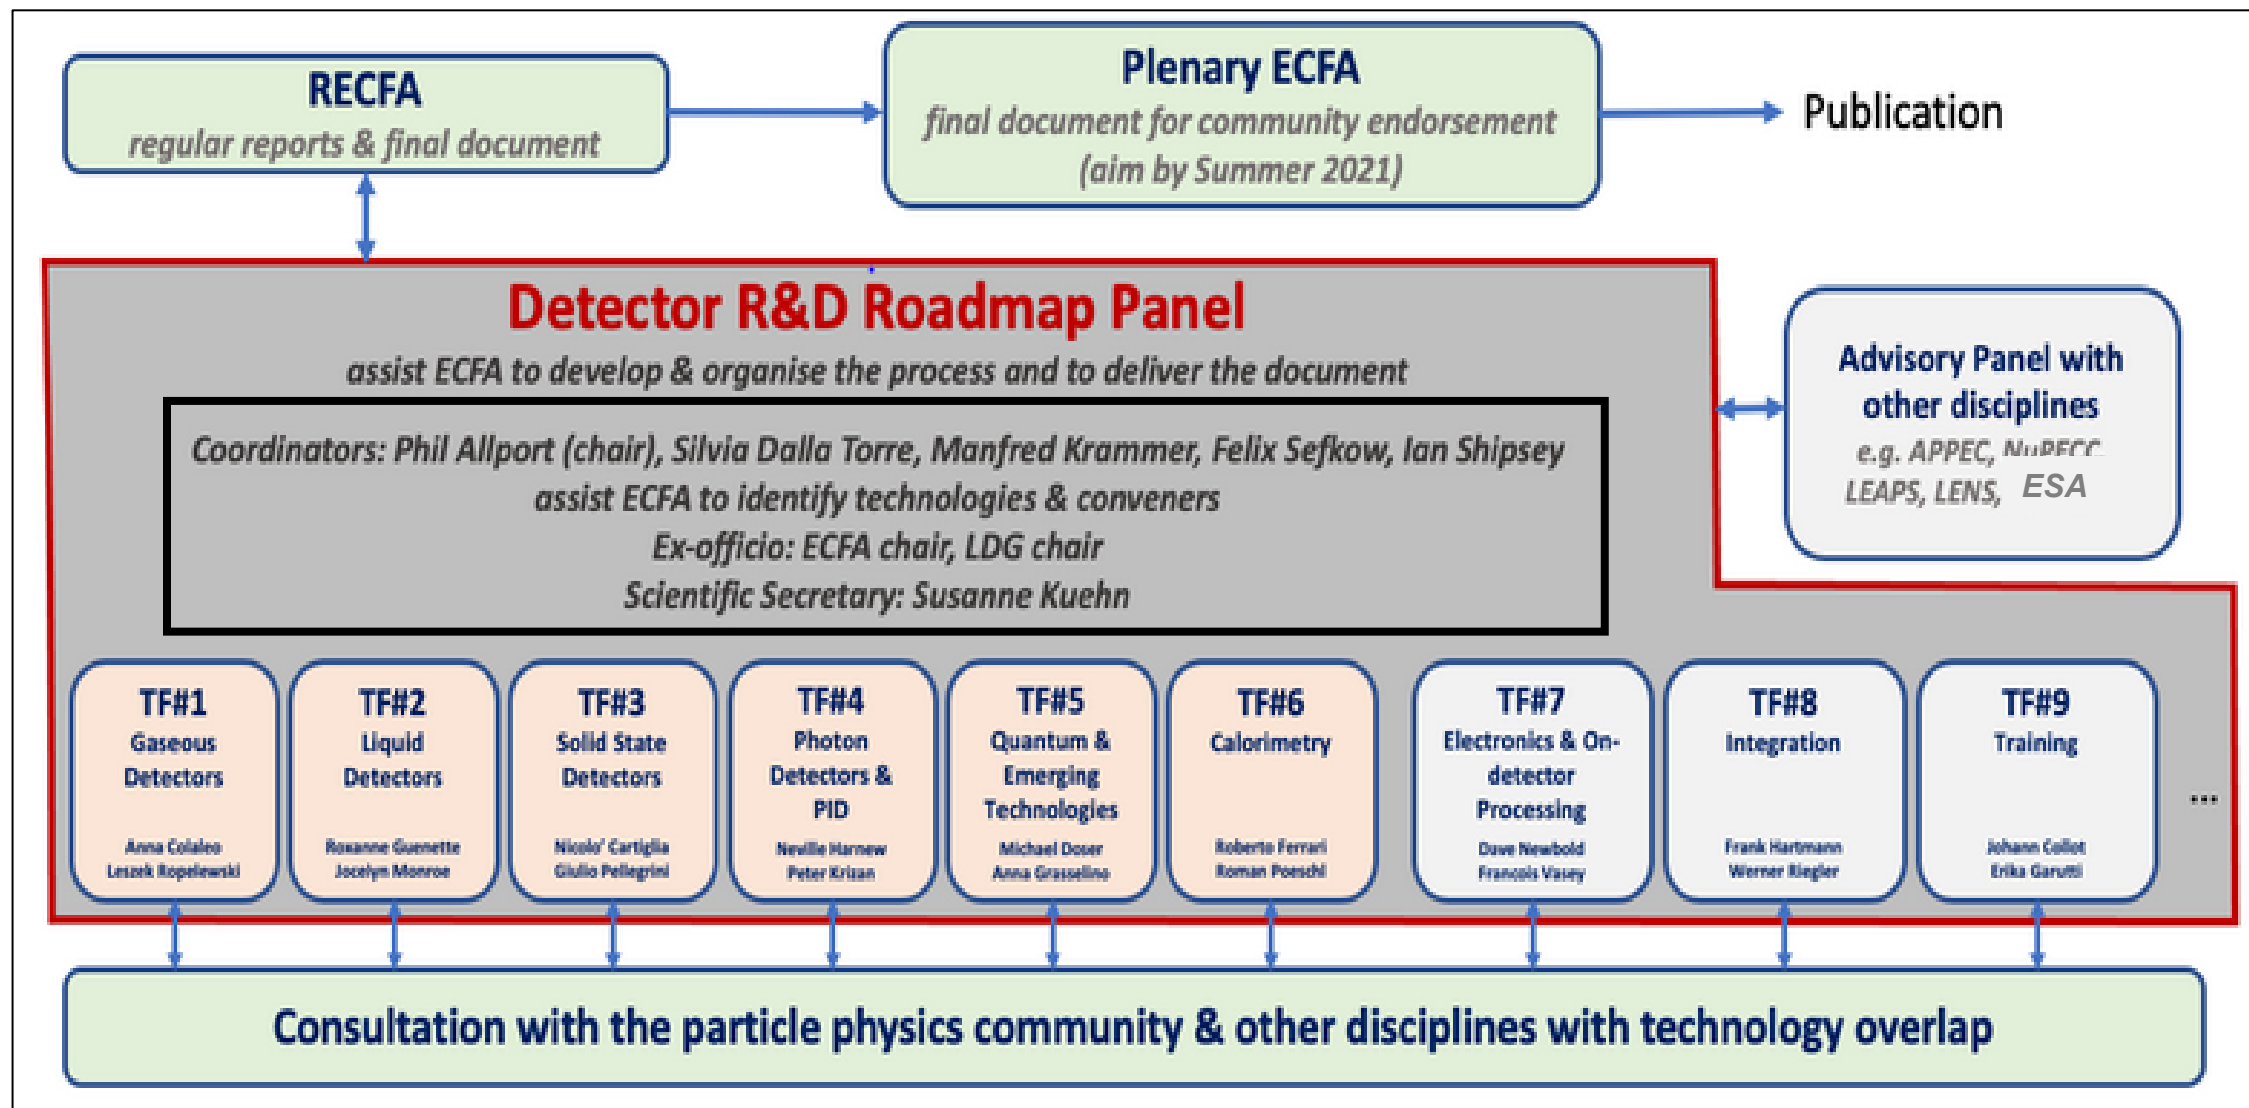 RECFA
regular reports & final document
Plenary ECFA
final document for community endorsement
(aim by Summer 2021)
Publication
Detector R&D Roadmap Panel
assist ECFA to develop & organise the process and to deliver the document
Coordinators: Phil Allport (chair), Silvia Dalla Torre, Manfred Krammer, Felix Sefkow, Ian Shipsey
assist ECFA to identify technologies & conveners
Ex-officio: ECFA chair, LDG chair
Scientific Secretary: Susanne Kuehn
Advisory Panel with
other disciplines
e.g. APPEC, NuPECC
LEAPS, LENS, ESA
TF#1
Gaseous
Detectors
Anna Colaleo
Leszek Ropelewski
TF#2
Liquid
Detectors
Roxanne Guenette
Jocelyn Monroe
TF#3
Solid State
Detectors
Nicolo' Cartiglia
Giulio Pellegrini
TF#4
Photon
Detectors &
PID
Neville Harnew
Peter Krizan
TF#5
Quantum &
Emerging
Technologies
Michael Doser
Anna Grasselino
TF#6
Calorimetry
Roberto Ferrari
Roman Poeschl
TF#7
Electronics & On-
detector
Processing
Dave Newbold
Francois Vasey
TF#8
Integration
Frank Hartmann
Werner Riegler
TF#9
Training
Johann Collot
Erika Garutti
...
Consultation with the particle physics community & other disciplines with technology overlap